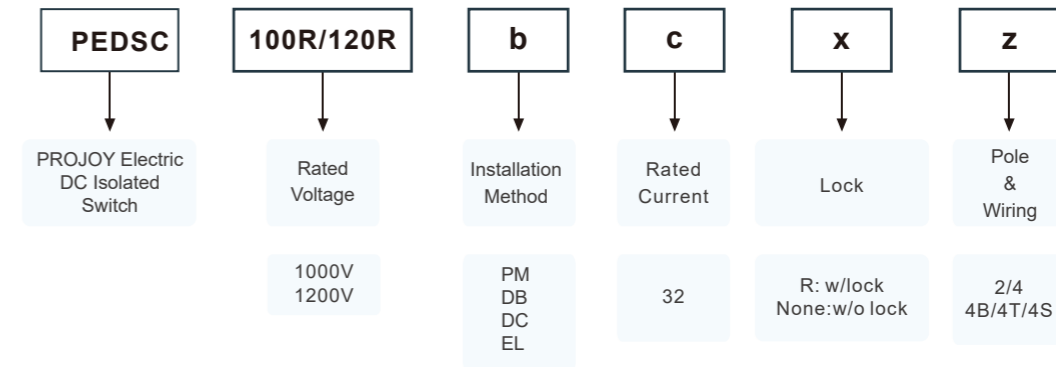 PEDSC
100R/120R
b
c
x
z
PROJOY Electric
DC Isolated
Switch
Rated
Voltage
Installation
Method
Rated
Current
Lock
Pole
&
Wiring
1000V
1200V
PM
DB
DC
EL
32
R: w/lock
None:w/o lock
2/4
4B/4T/4S